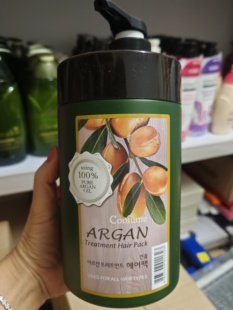 using
100%
PURE
ARGAN
OIL
Confume
ARGAN
Treatment Hair Pack
아르간 트리트먼트 헤어팩
GOOD FOR ALL HAIR TYPES